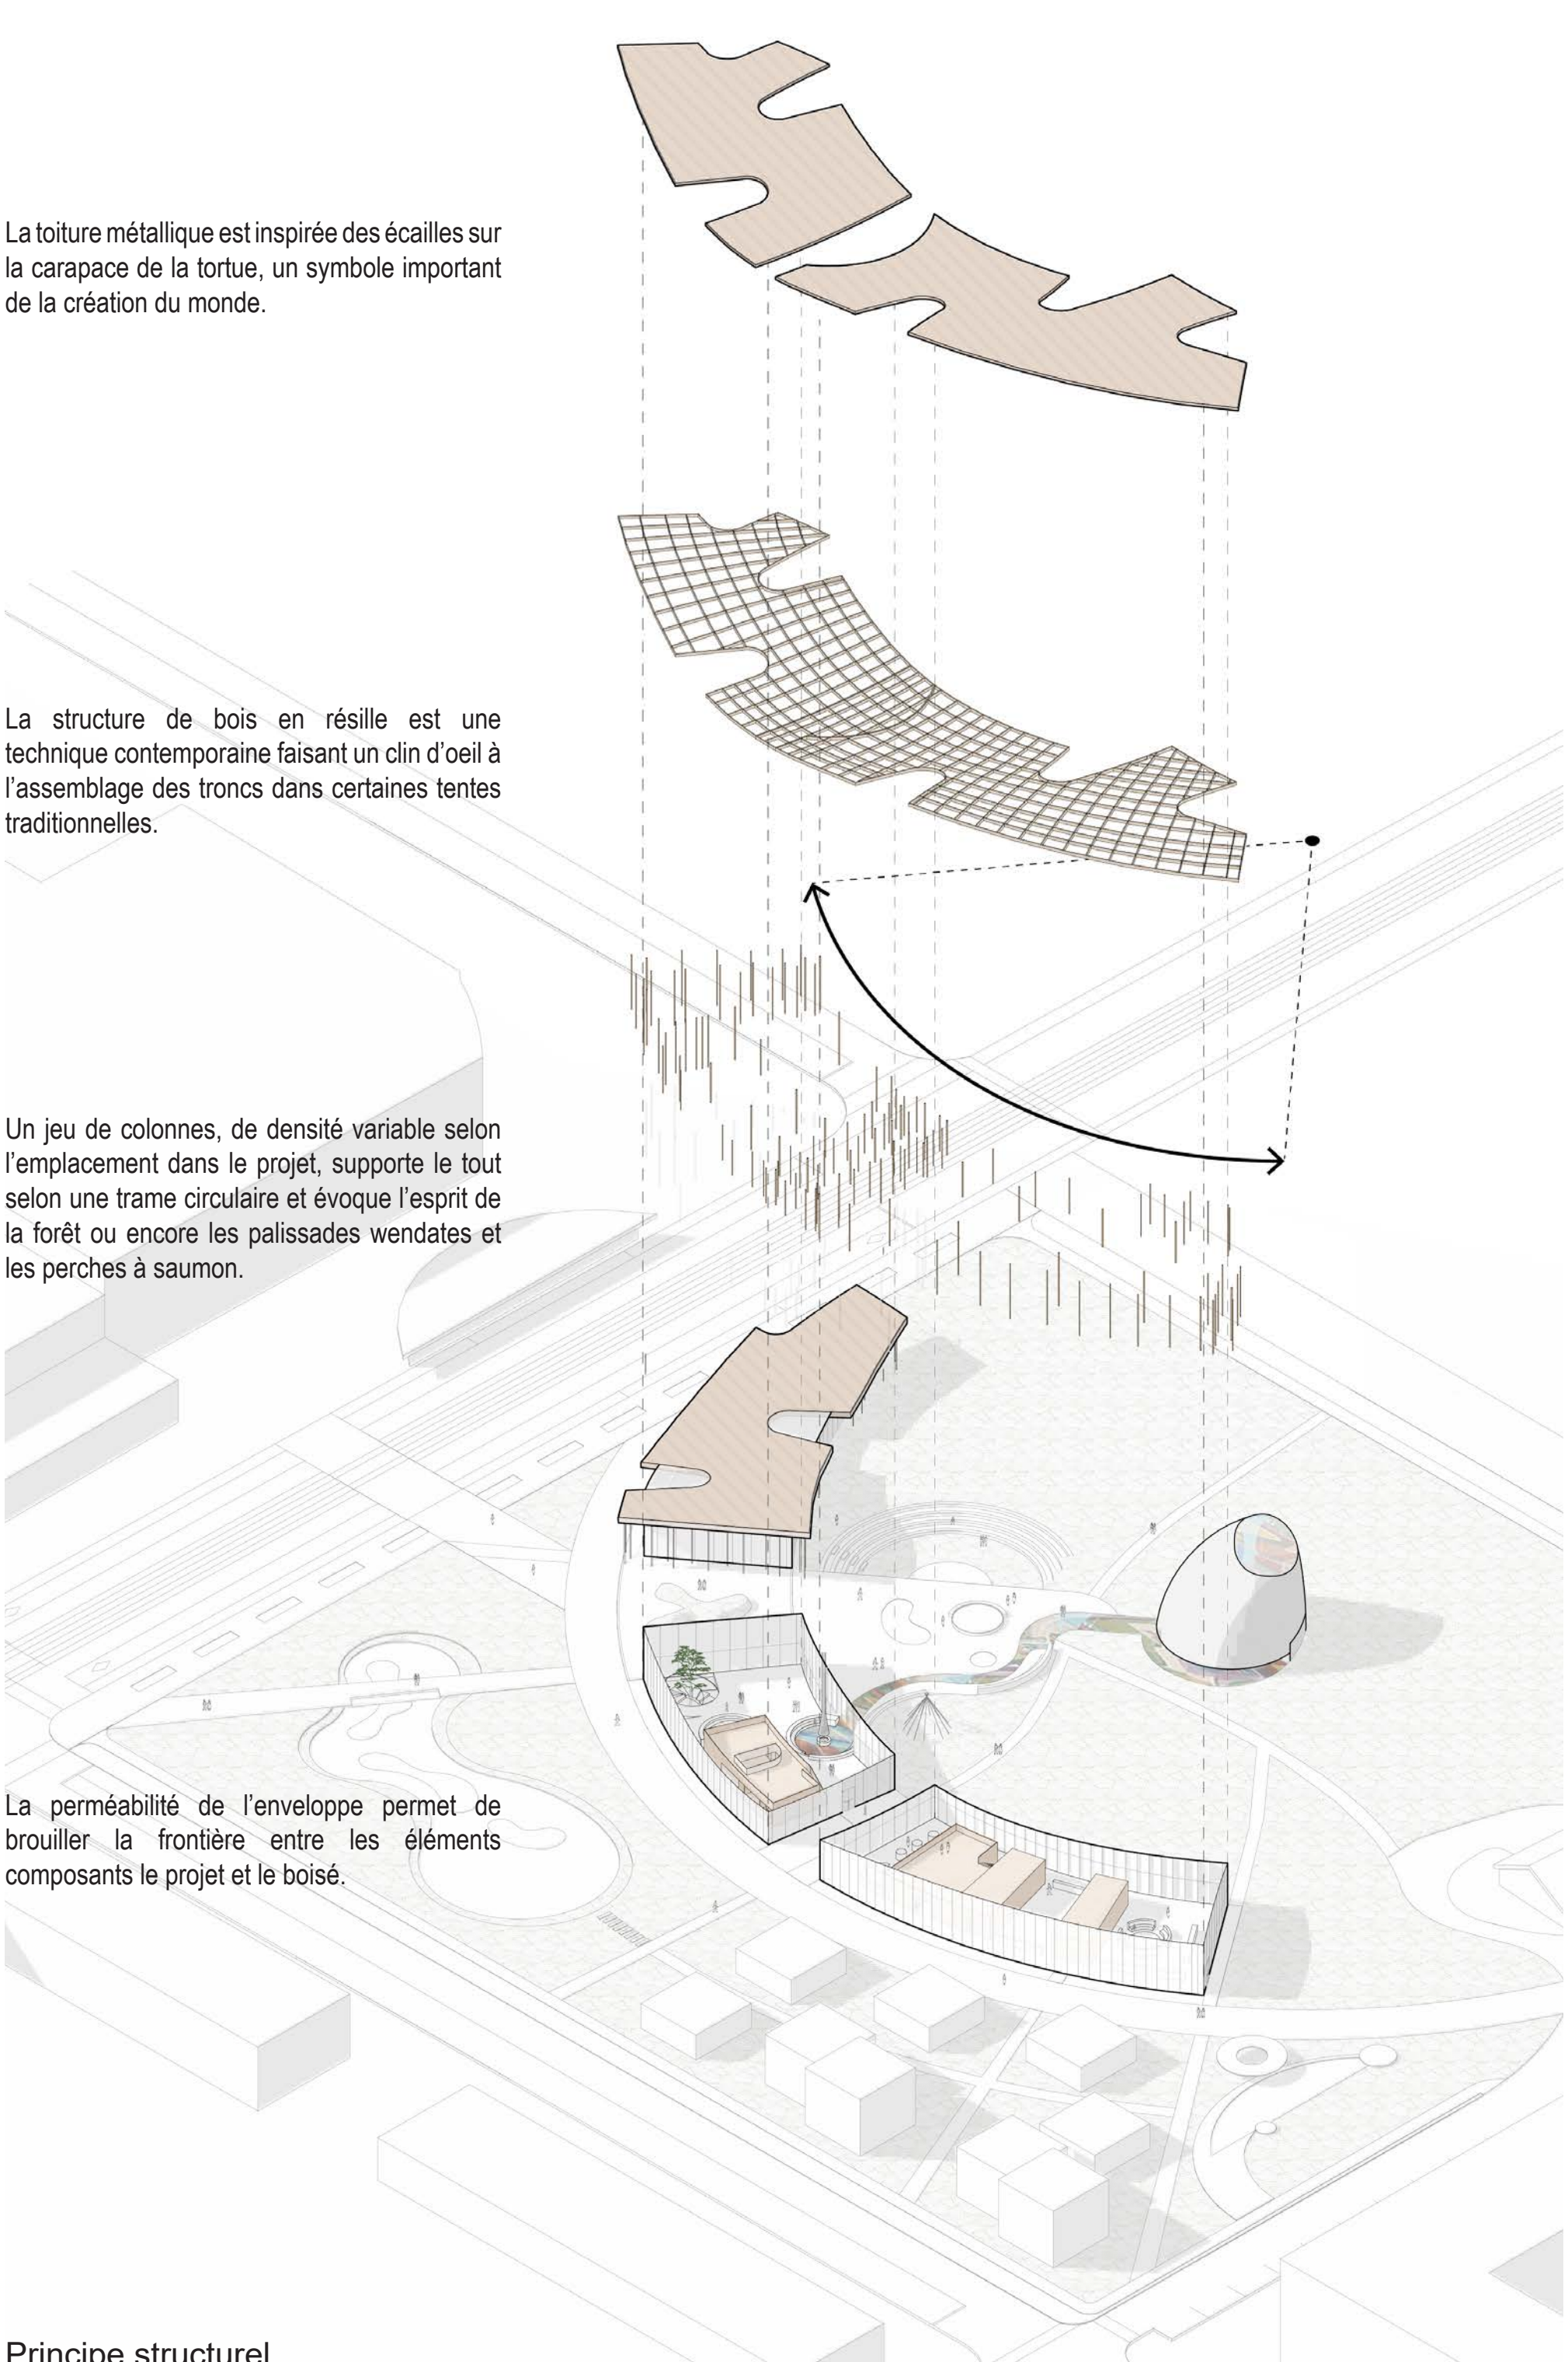 La toiture métallique est inspirée des écailles sur
la carapace de la tortue, un symbole important
de la création du monde.
La structure de bois en résille est une
technique contemporaine faisant un clin d'oeil à
l'assemblage des troncs dans certaines tentes
traditionnelles.
Un jeu de colonnes, de densité variable selon
l'emplacement dans le projet, supporte le tout
selon une trame circulaire et évoque l'esprit de
la forêt ou encore les palissades wendates et
les perches à saumon.
La perméabilité de l'enveloppe permet de
brouiller la frontière entre les éléments
composants le projet et le boisé.
Principe structurel